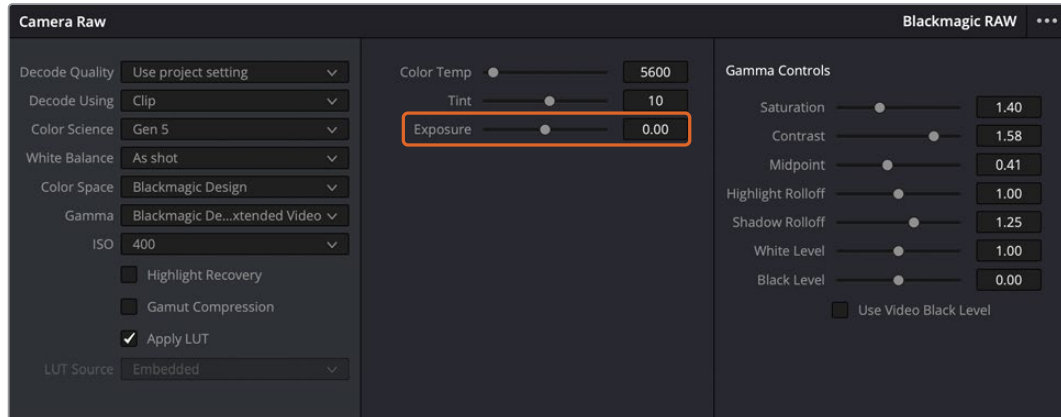 Camera Raw
Blackmagic RAW
Decode Quality Use project setting
Decode Using Clip
Color Science Gen 5
White Balance As shot
Color Space Blackmagic Design
Gamma Blackmagic De...xtended Video
ISO 400
Highlight Recovery
Gamut Compression
Apply LUT
LUT Source Embedded
Color Temp 5600
Tint 10
Exposure 0.00
Gamma Controls
Saturation 1.40
Contrast 1.58
Midpoint 0.41
Highlight Rolloff 1.00
Shadow Rolloff 1.25
White Level 1.00
Black Level 0.00
Use Video Black Level